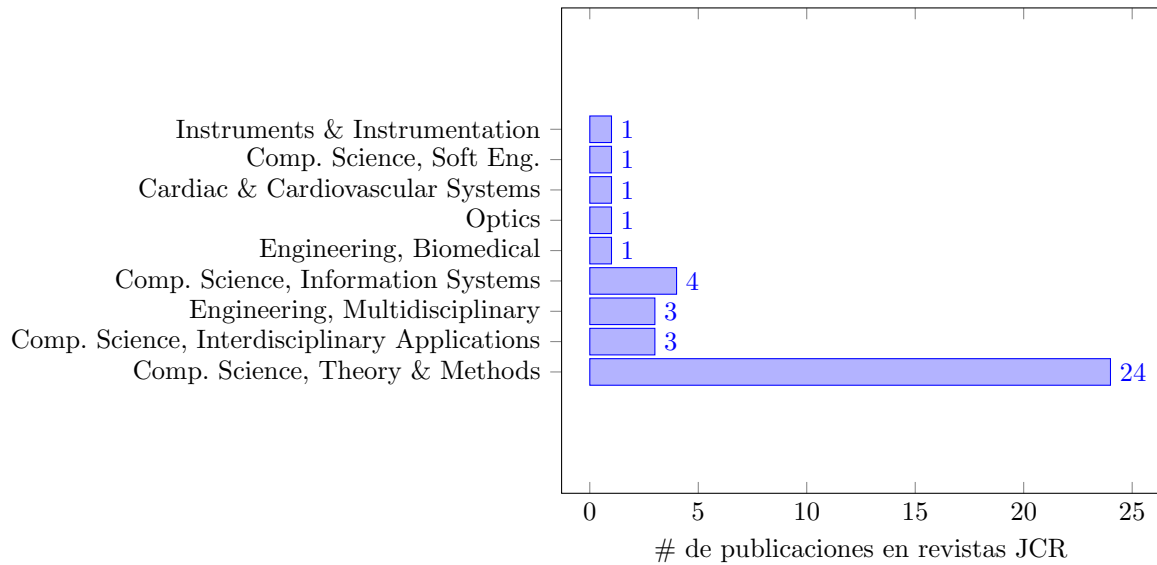 Instruments & Instrumentation 1
Comp. Science, Soft Eng. 1
Cardiac & Cardiovascular Systems 1
Optics 1
Engineering, Biomedical 1
Comp. Science, Information Systems 4
Engineering, Multidisciplinary 3
Comp. Science, Interdisciplinary Applications 3
Comp. Science, Theory & Methods 24
0 5 10 15 20 25
# de publicaciones en revistas JCR